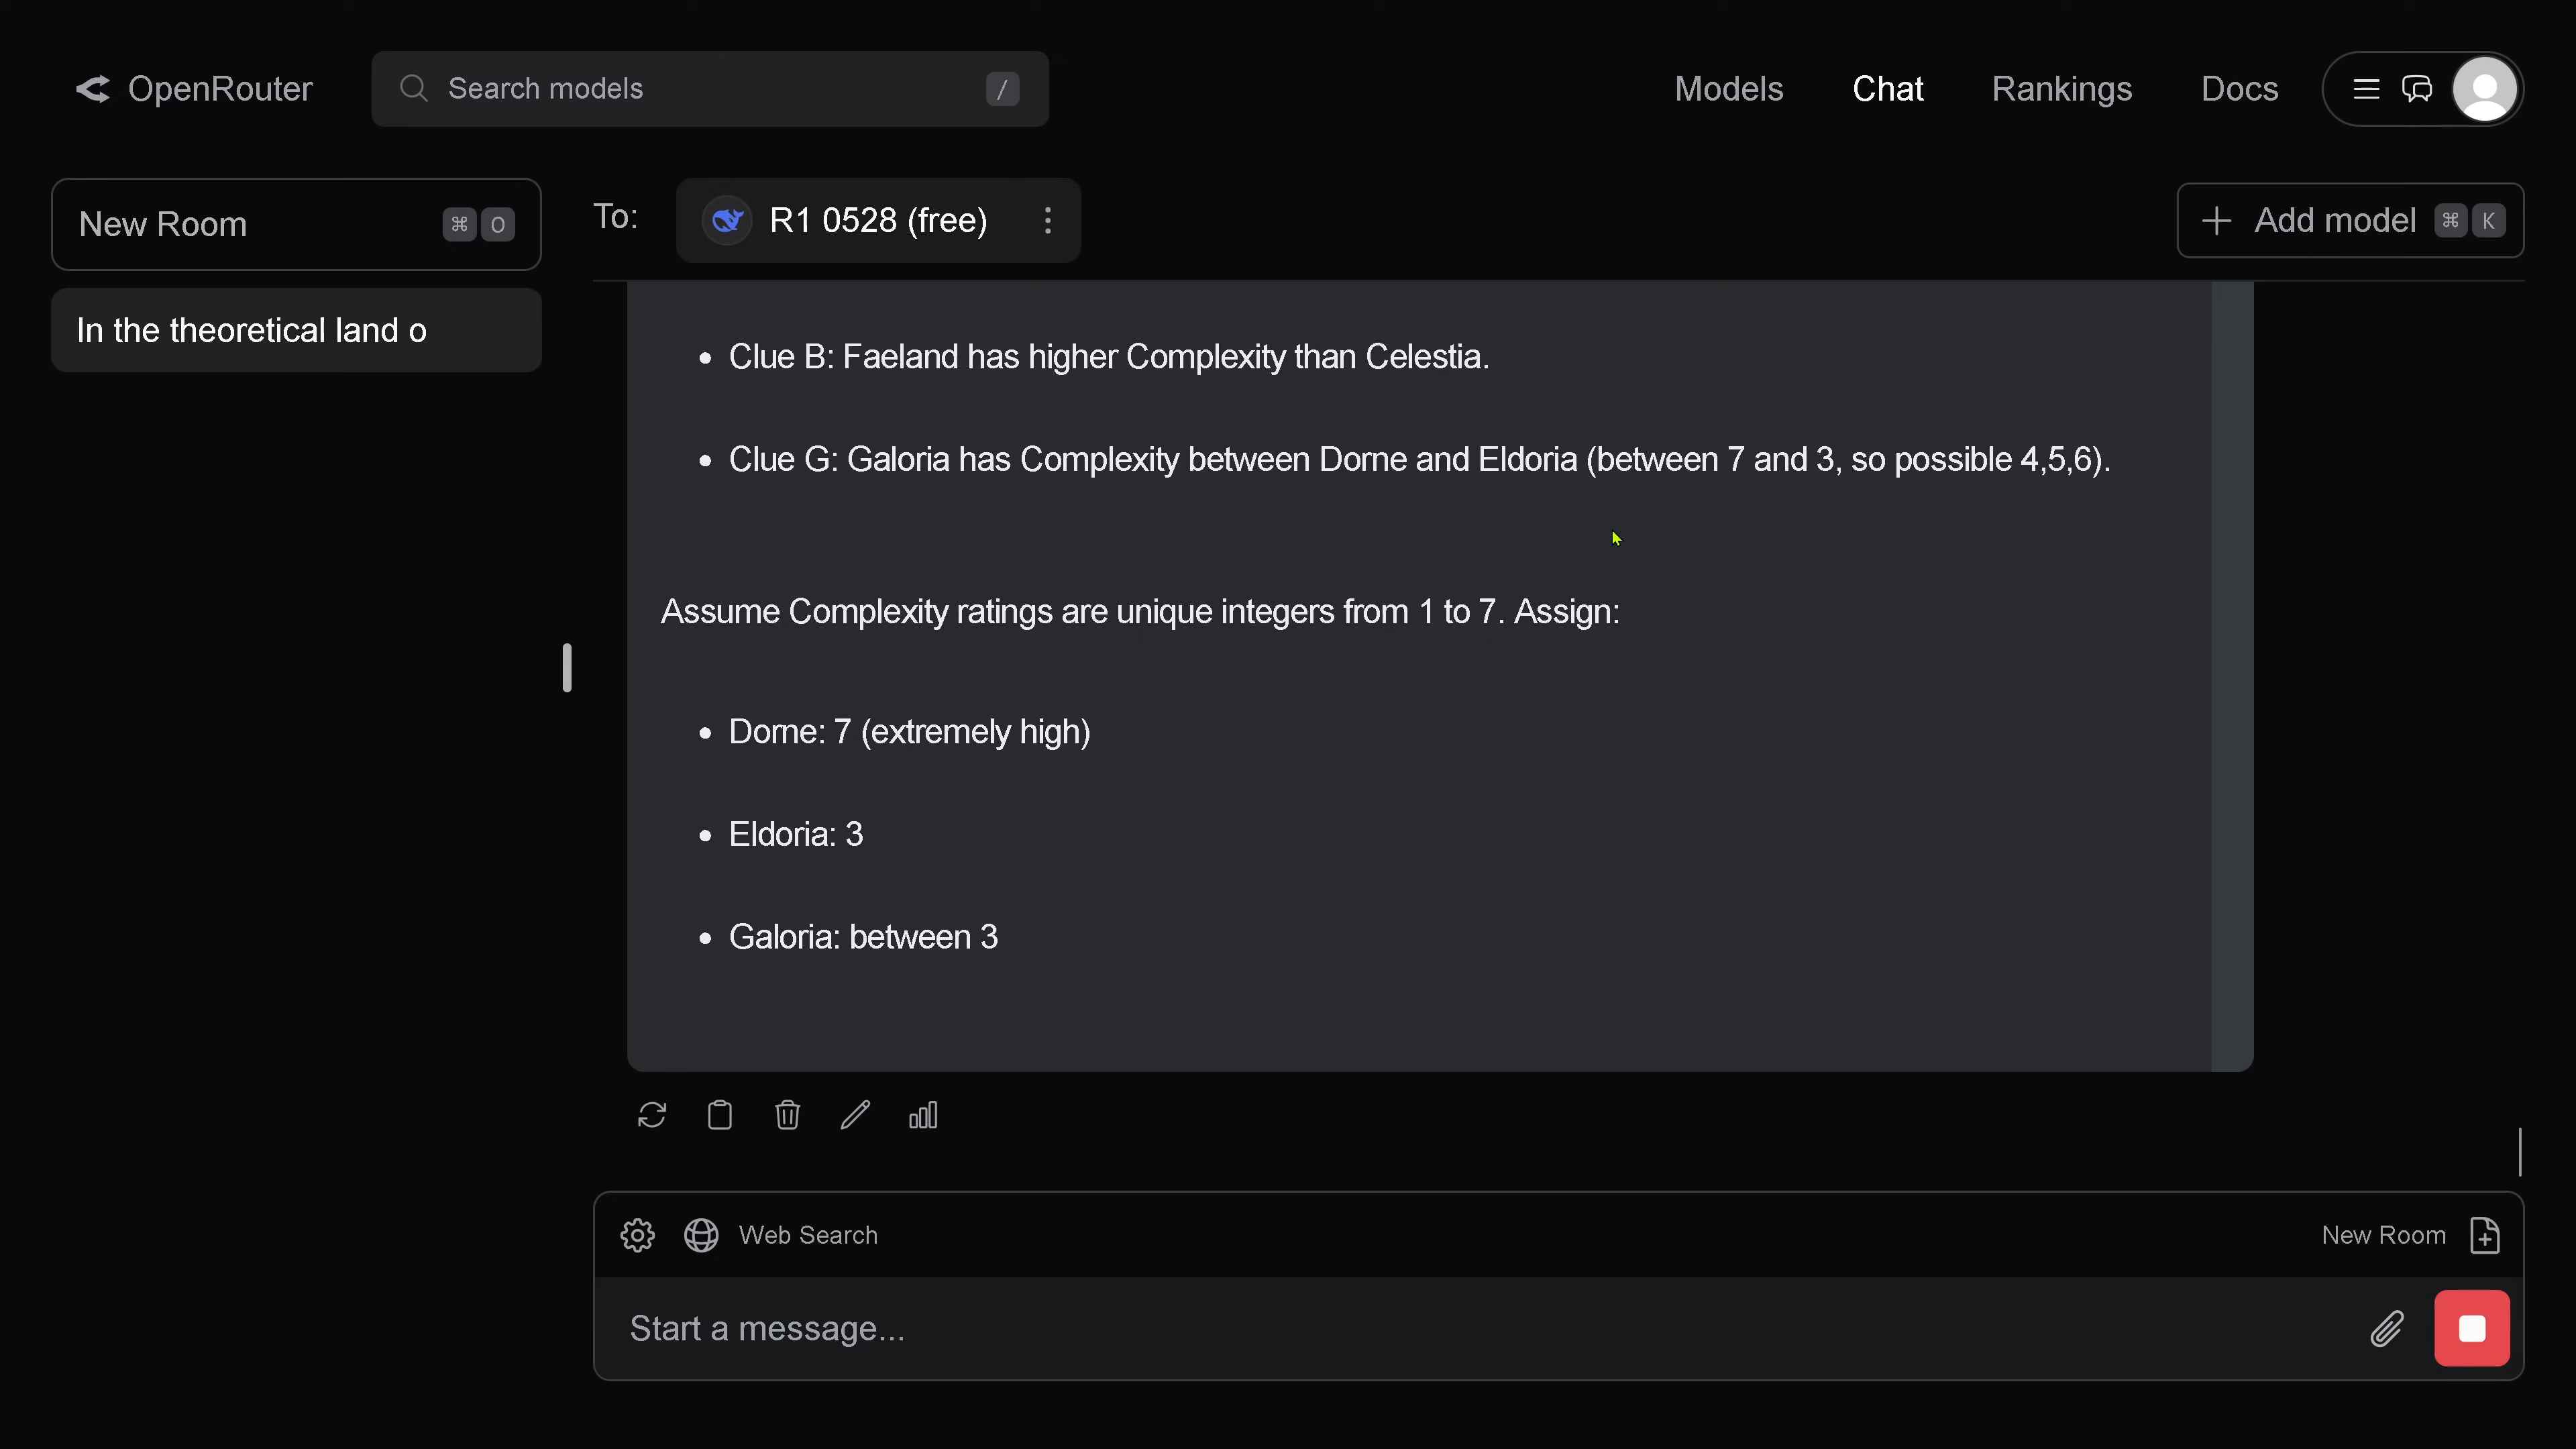 OpenRouter
Search models
/
Models
Chat
Rankings
Docs
New Room
⌘ O
To:
R1 0528 (free)
Add model
⌘ K
In the theoretical land o
• Clue B: Faeland has higher Complexity than Celestia.
• Clue G: Galoria has Complexity between Dorne and Eldoria (between 7 and 3, so possible 4,5,6).
Assume Complexity ratings are unique integers from 1 to 7. Assign:
• Dorne: 7 (extremely high)
• Eldoria: 3
• Galoria: between 3
Web Search
New Room
Start a message...